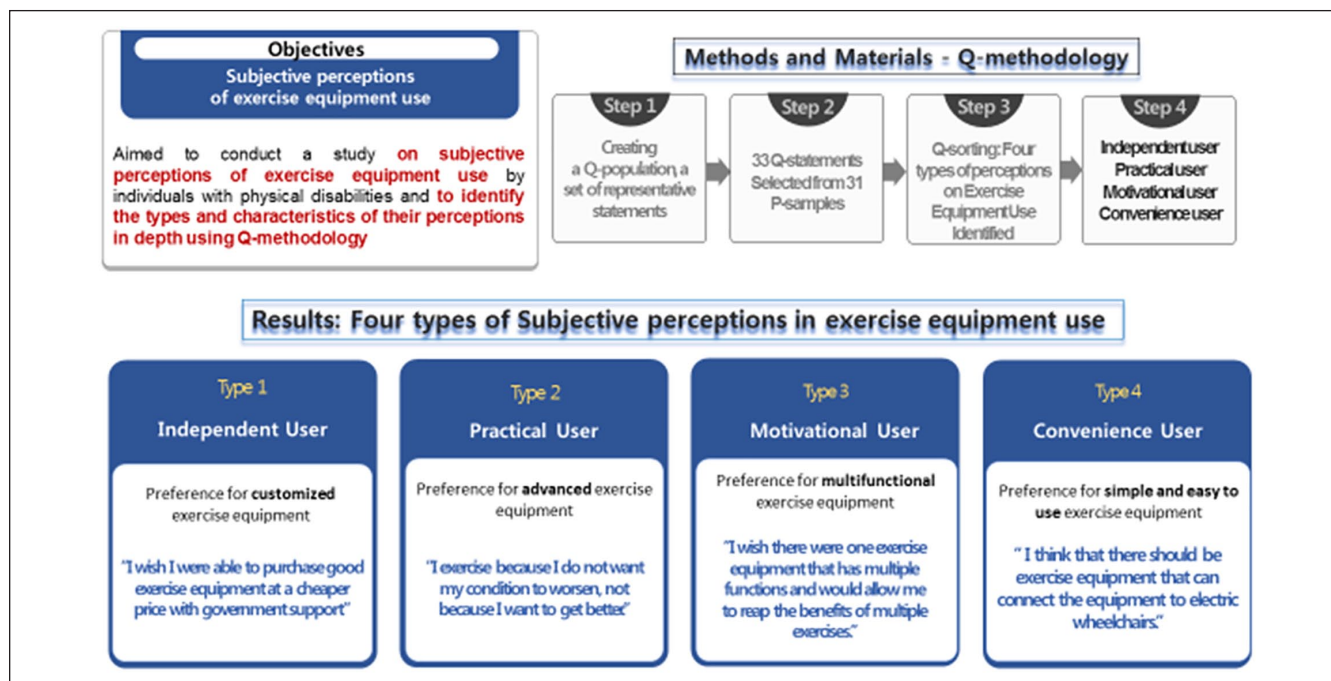 Objectives
Subjective perceptions
of exercise equipment use
Aimed to conduct a study on subjective
perceptions of exercise equipment use by
individuals with physical disabilities and to identify
the types and characteristics of their perceptions
in depth using Q-methodology
Methods and Materials - Q-methodology
Step 1
Creating
a Q-population, a
set of representative
statements
Step 2
33 Q-statements
Selected from 31
P-samples
Step 3
Q-sorting: Four
types of perceptions
on Exercise
Equipment Use
Identified
Step 4
Independent user
Practical user
Motivational user
Convenience user
Results: Four types of Subjective perceptions in exercise equipment use
Type 1
Independent User
Preference for customized
exercise equipment
"I wish I were able to purchase good
exercise equipment at a cheaper
price with government support"
Type 2
Practical User
Preference for advanced exercise
equipment
"I exercise because I do not want
my condition to worsen, not
because I want to get better."
Type 3
Motivational User
Preference for multifunctional
exercise equipment
"I wish there were one exercise
equipment that has multiple
functions and would allow me
to reap the benefits of multiple
exercises."
Type 4
Convenience User
Preference for simple and easy to
use exercise equipment
" I think that there should be
exercise equipment that can
connect the equipment to electric
wheelchairs."